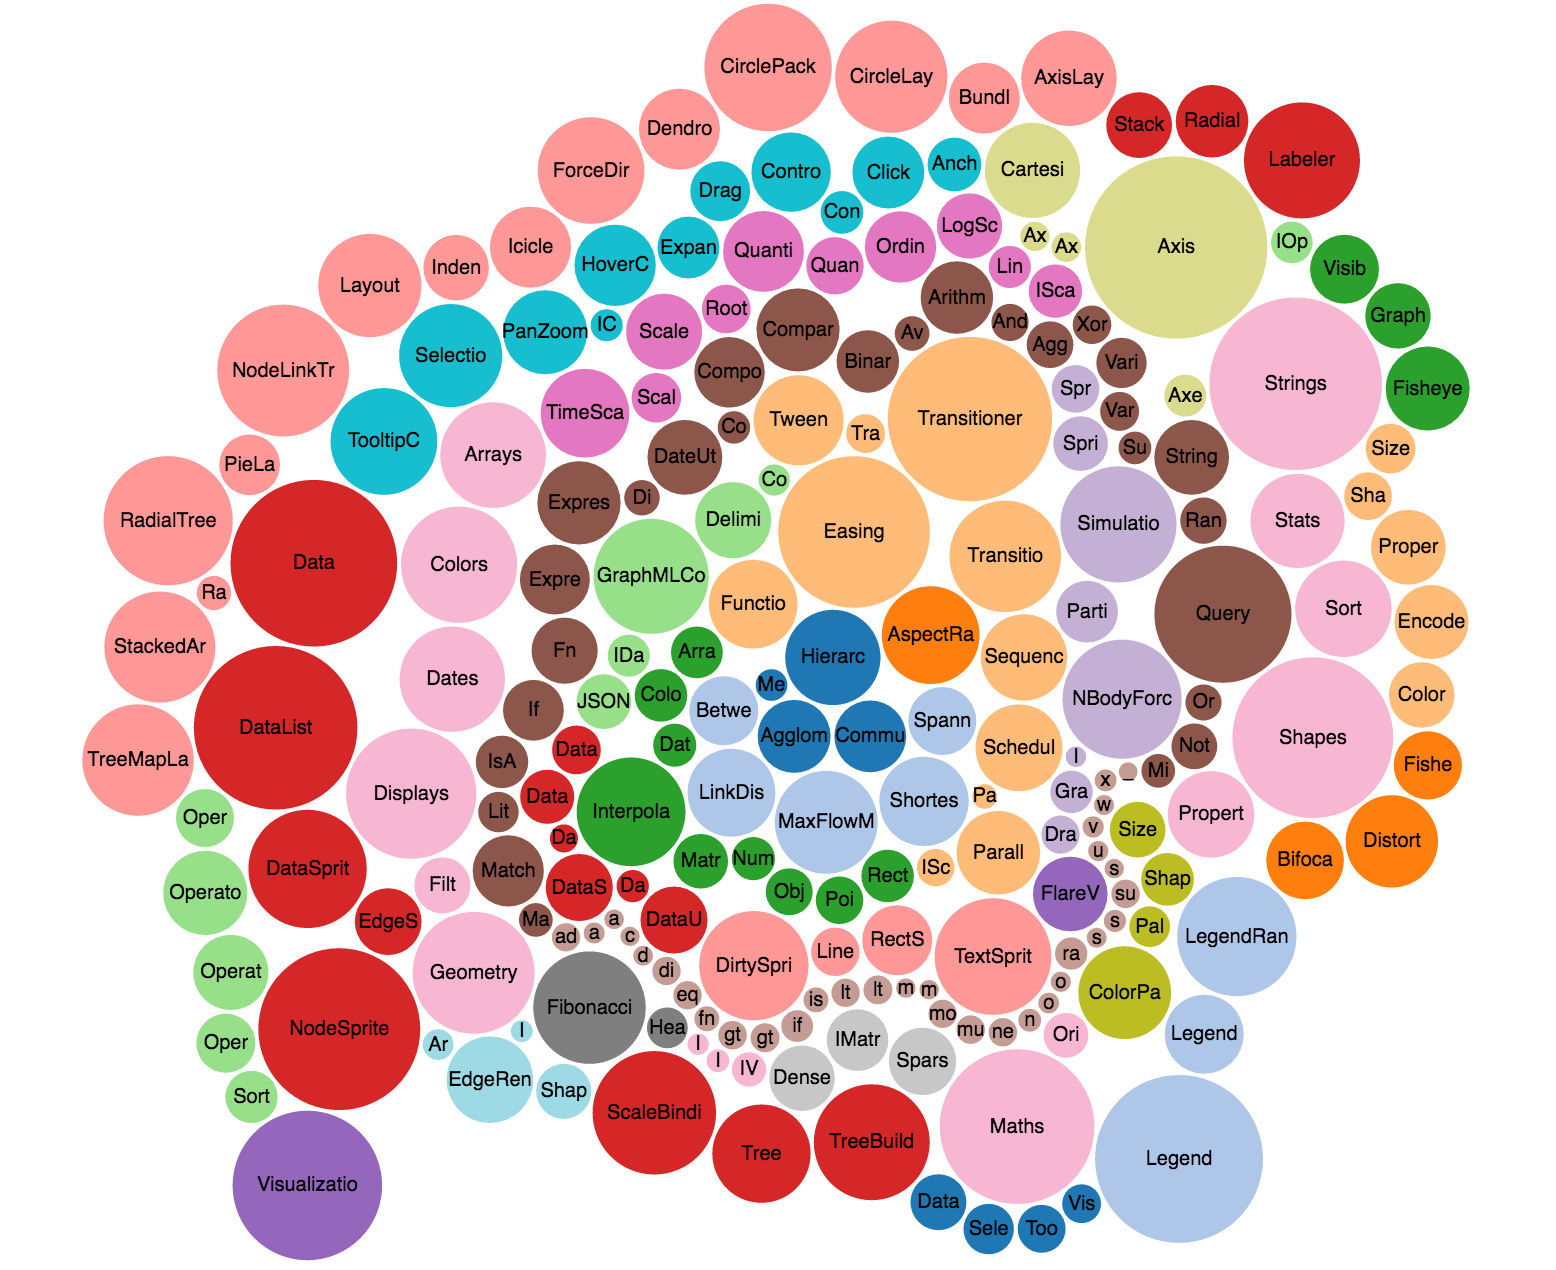 CirclePack
CircleLay
Bundl
AxisLay
Stack
Radial
Labeler
Dendro
ForceDir
Drag
Contro
Click
Anch
Cartesi
Con
Icicle
Inden
Layout
HoverC
Expan
Quanti
Quan
Ordin
LogSc
Ax
Ax
Axis
IOp
Visib
Lin
ISca
Arithm
Graph
NodeLinkTr
Selectio
PanZoom
IC
Scale
Root
Compar
Av
And
Xor
Binar
Agg
Vari
Compo
Spr
Axe
Strings
Fisheye
TooltipC
Arrays
TimeSca
Scal
Co
Tween
Tra
Transitioner
Var
Spri
Su
String
Size
PieLa
DateUt
Co
Expres
Di
Delimi
Sha
RadialTree
Data
Colors
Easing
Transitio
Simulatio
Ran
Stats
Proper
Ra
Expre
GraphMLCo
Functio
Parti
Query
Sort
Encode
StackedAr
Fn
IDa
Arra
Hierarc
AspectRa
Sequenc
Dates
If
JSON
Colo
Me
NBodyForc
Or
Color
DataList
Betwe
Agglom
Commu
Spann
Schedul
Not
Shapes
TreeMapLa
IsA
Data
Dat
I
x
_
Mi
Fishe
Displays
Data
Lit
Interpola
LinkDis
MaxFlowM
Shortes
Pa
Gra
w
Propert
Oper
Da
Dra
v
Size
Distort
DataSprit
Match
Matr
Num
ISc
Parall
u
s
Bifoca
Operato
Filt
DataS
Da
Obj
Poi
Rect
FlareV
su
Shap
EdgeS
Ma
ad
a
a
c
DataU
s
Pal
LegendRan
Operat
Geometry
d
di
DirtySpri
Line
RectS
TextSprit
ra
s
NodeSprite
Fibonacci
eq
fn
is
lt
lt
m
m
o
o
ColorPa
Oper
Ar
I
Hea
gt
gt
if
IMatr
mo
mu
ne
n
Ori
Legend
I
I
IV
Dense
Spars
Sort
EdgeRen
Shap
ScaleBindi
Tree
TreeBuild
Maths
Legend
Visualizatio
Data
Sele
Too
Vis